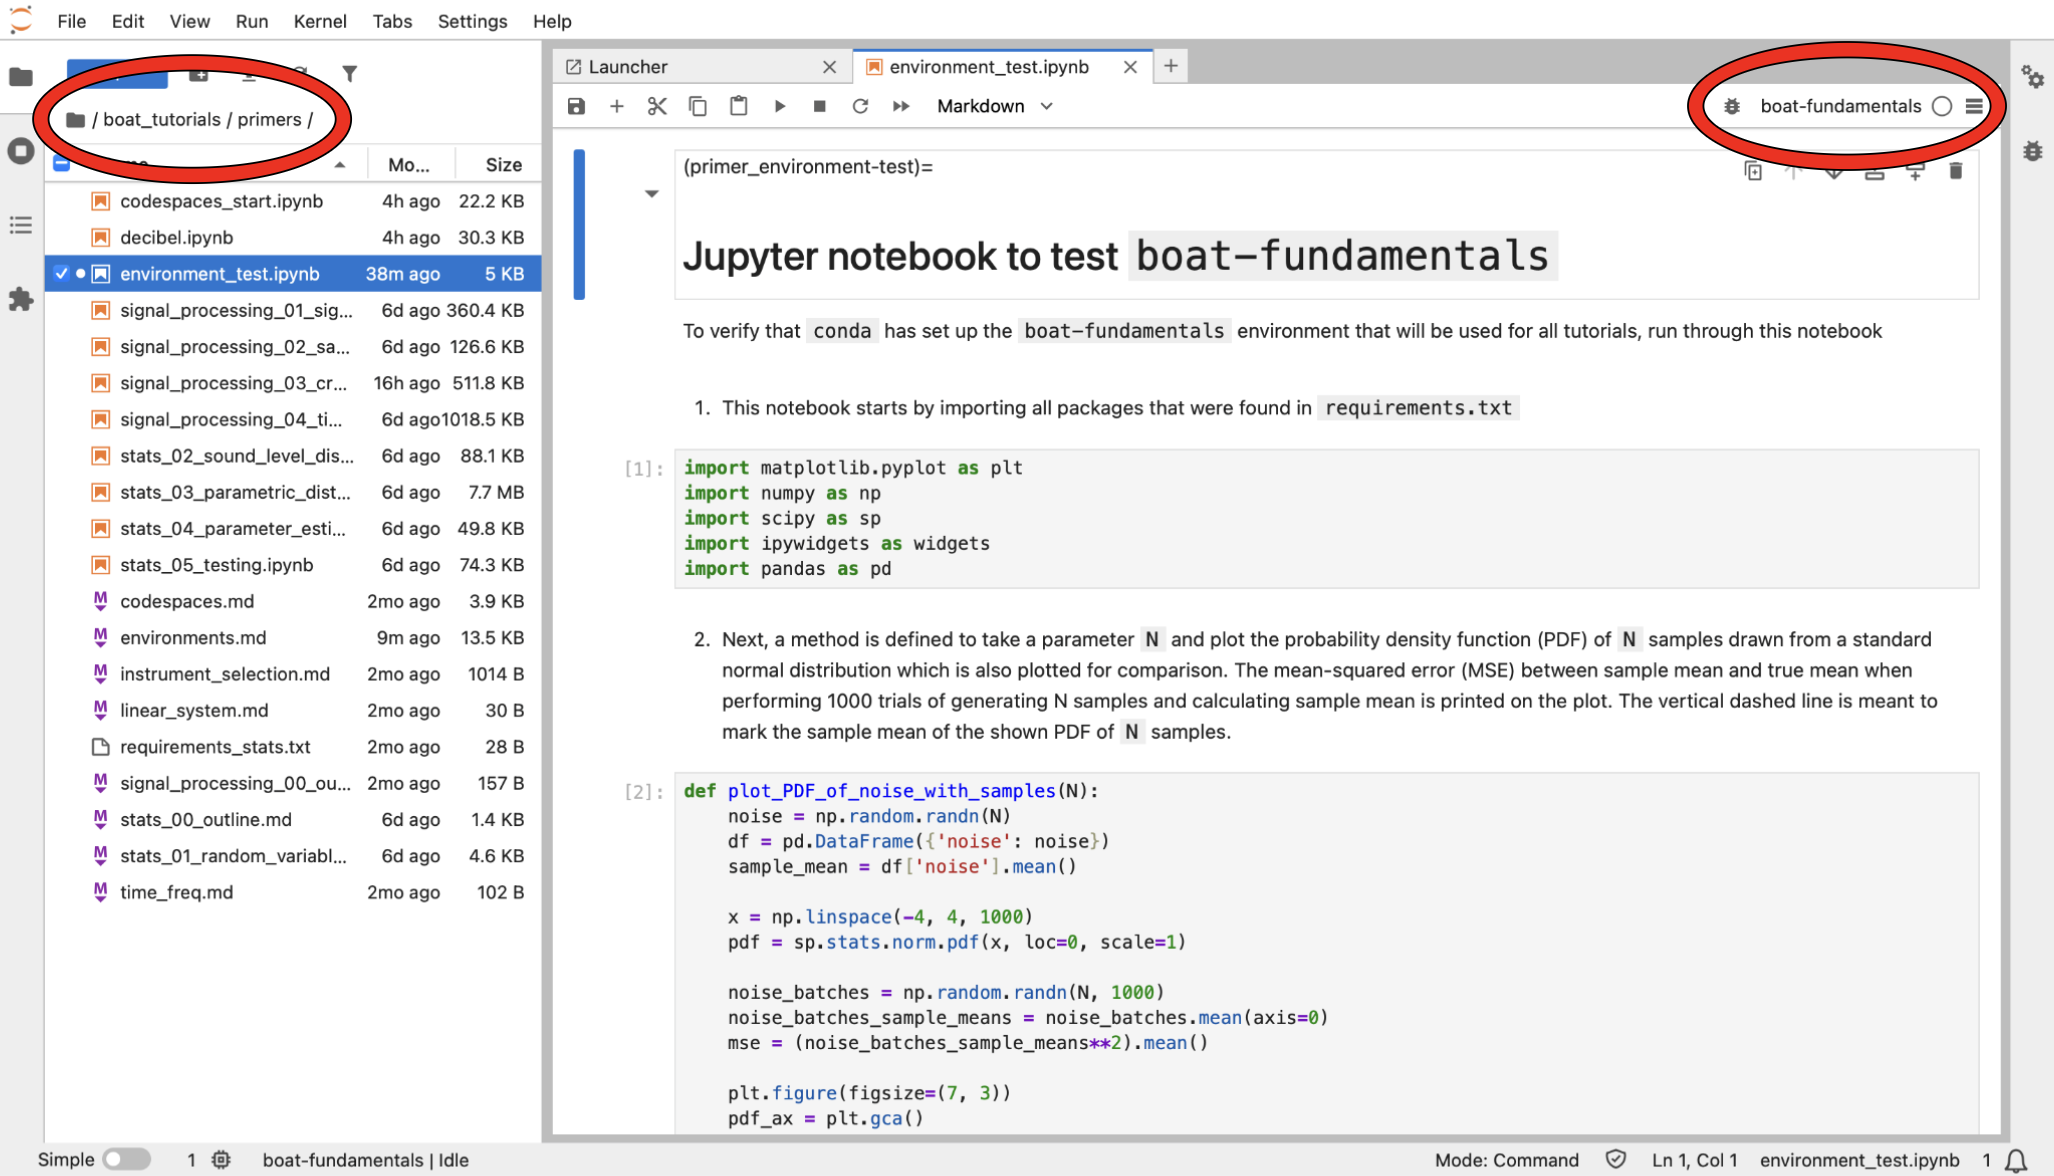 File Edit View Run Kernel Tabs Settings Help
/ boat_tutorials / primers /
Mo... Size
codespaces_start.ipynb 4h ago 22.2 KB
decibel.ipynb 4h ago 30.3 KB
environment_test.ipynb 38m ago 5 KB
signal_processing_01_sig... 6d ago 360.4 KB
signal_processing_02_sa... 6d ago 126.6 KB
signal_processing_03_cr... 16h ago 511.8 KB
signal_processing_04_ti... 6d ago 1018.5 KB
stats_02_sound_level_dis... 6d ago 88.1 KB
stats_03_parametric_dist... 6d ago 7.7 MB
stats_04_parameter_esti... 6d ago 49.8 KB
stats_05_testing.ipynb 6d ago 74.3 KB
codespaces.md 2mo ago 3.9 KB
environments.md 9m ago 13.5 KB
instrument_selection.md 2mo ago 1014 B
linear_system.md 2mo ago 30 B
requirements_stats.txt 2mo ago 28 B
signal_processing_00_ou... 2mo ago 157 B
stats_00_outline.md 6d ago 1.4 KB
stats_01_random_variabl... 6d ago 4.6 KB
time_freq.md 2mo ago 102 B
Launcher environment_test.ipynb
Markdown boat-fundamentals
(primer_environment-test)=
Jupyter notebook to test boat-fundamentals
To verify that conda has set up the boat-fundamentals environment that will be used for all tutorials, run through this notebook
1. This notebook starts by importing all packages that were found in requirements.txt
[1]: import matplotlib.pyplot as plt
import numpy as np
import scipy as sp
import ipywidgets as widgets
import pandas as pd
2. Next, a method is defined to take a parameter N and plot the probability density function (PDF) of N samples drawn from a standard
normal distribution which is also plotted for comparison. The mean-squared error (MSE) between sample mean and true mean when
performing 1000 trials of generating N samples and calculating sample mean is printed on the plot. The vertical dashed line is meant to
mark the sample mean of the shown PDF of N samples.
[2]: def plot_PDF_of_noise_with_samples(N):
noise = np.random.randn(N)
df = pd.DataFrame({'noise': noise})
sample_mean = df['noise'].mean()
x = np.linspace(-4, 4, 1000)
pdf = sp.stats.norm.pdf(x, loc=0, scale=1)
noise_batches = np.random.randn(N, 1000)
noise_batches_sample_means = noise_batches.mean(axis=0)
mse = (noise_batches_sample_means**2).mean()
plt.figure(figsize=(7, 3))
pdf_ax = plt.gca()
Simple 1 boat-fundamentals | Idle Mode: Command Ln 1, Col 1 environment_test.ipynb 1